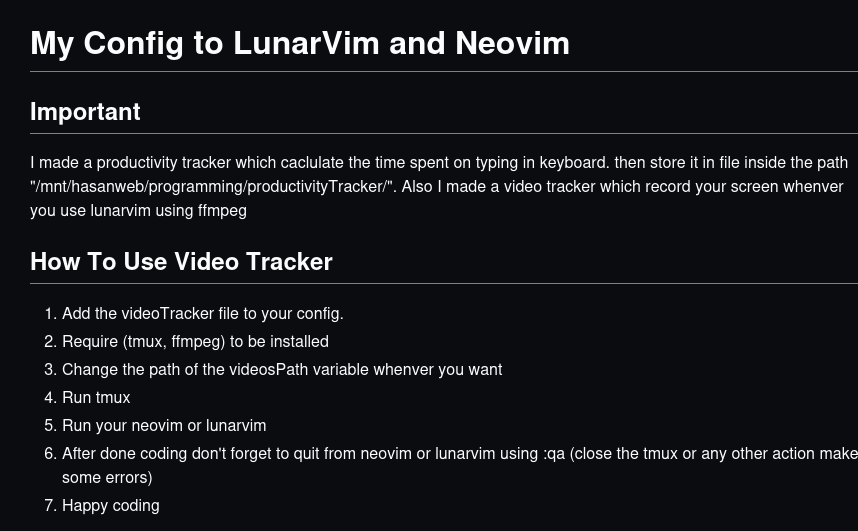 My Config to LunarVim and Neovim
Important
I made a productivity tracker which caclulate the time spent on typing in keyboard. then store it in file inside the path
"/mnt/hasanweb/programming/productivityTracker/". Also I made a video tracker which record your screen whenver
you use lunarvim using ffmpeg
How To Use Video Tracker
1. Add the videoTracker file to your config.
2. Require (tmux, ffmpeg) to be installed
3. Change the path of the videosPath variable whenver you want
4. Run tmux
5. Run your neovim or lunarvim
6. After done coding don't forget to quit from neovim or lunarvim using :qa (close the tmux or any other action make
some errors)
7. Happy coding